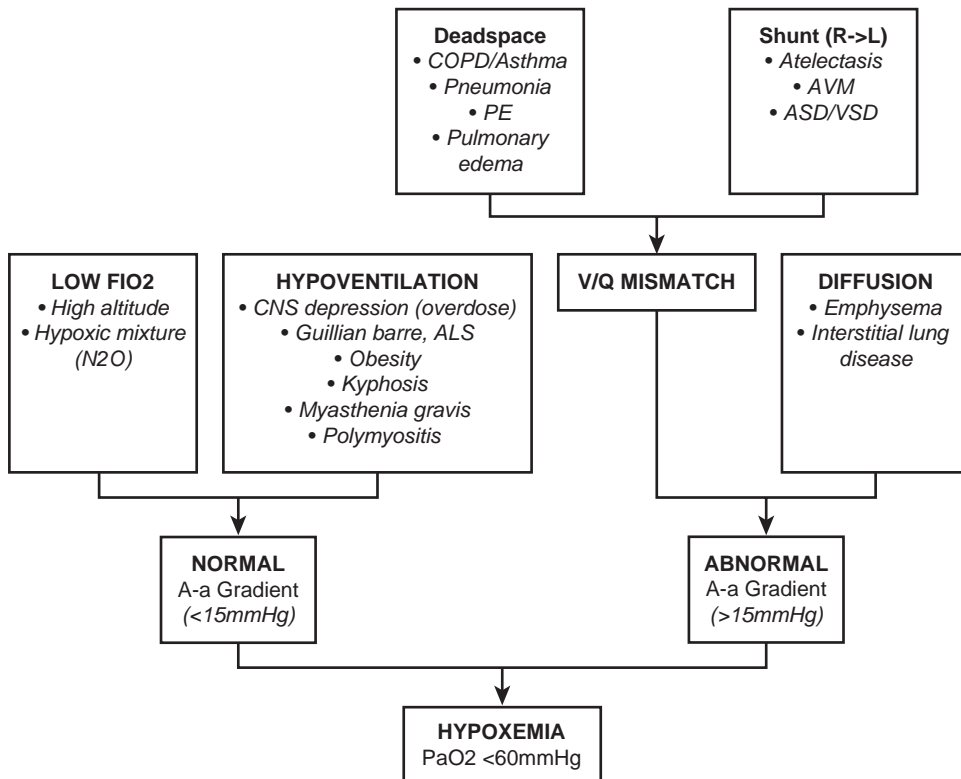 Deadspace
• COPD/Asthma
• Pneumonia
• PE
• Pulmonary
edema
Shunt (R->L)
• Atelectasis
• AVM
• ASD/VSD
LOW FIO2
• High altitude
• Hypoxic mixture
(N2O)
HYPOVENTILATION
• CNS depression (overdose)
• Guillian barre, ALS
• Obesity
• Kyphosis
• Myasthenia gravis
• Polymyositis
V/Q MISMATCH
DIFFUSION
• Emphysema
• Interstitial lung
disease
NORMAL
A-a Gradient
(<15mmHg)
ABNORMAL
A-a Gradient
(>15mmHg)
HYPOXEMIA
PaO2 <60mmHg